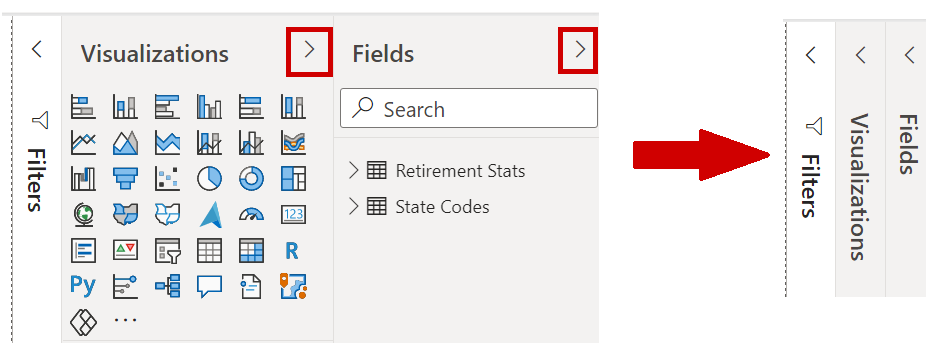 Visualizations
Fields
Search
Filters
Retirement Stats
State Codes
123
R
Py
Filters
Visualizations
Fields